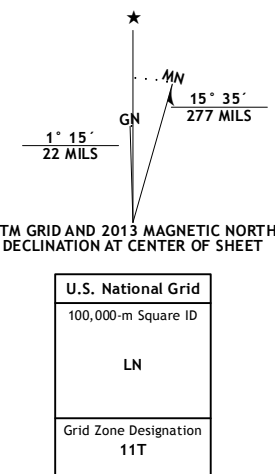 ★
MN
GN
15° 35´
277 MILS
1° 15´
22 MILS
TM GRID AND 2013 MAGNETIC NORTH
DECLINATION AT CENTER OF SHEET
U.S. National Grid
100,000-m Square ID
LN
Grid Zone Designation
11T